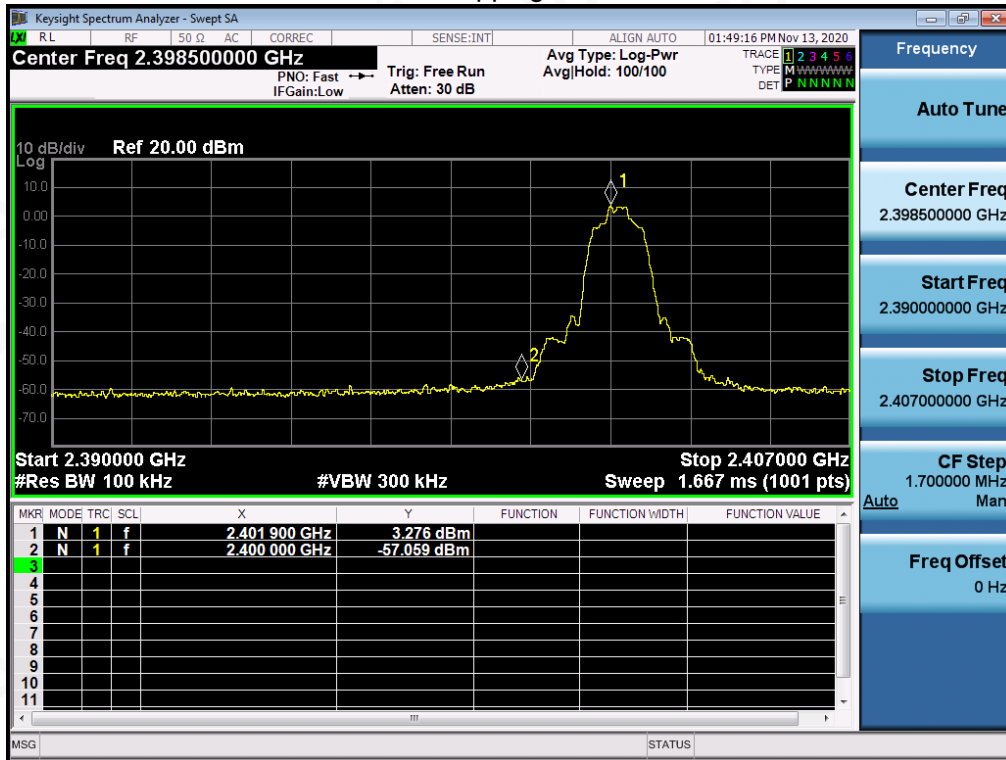 Keysight Spectrum Analyzer - Swept SA
LXI RL RF 50 Ω AC CORREC SENSE:INT ALIGN AUTO 01:49:16 PM Nov 13, 2020
Center Freq 2.398500000 GHz
PNO: Fast
IFGain:Low
Trig: Free Run
Atten: 30 dB
Avg Type: Log-Pwr
Avg|Hold: 100/100
TRACE 1 2 3 4 5 6
TYPE M W W W W W
DET P N N N N N
10 dB/div Ref 20.00 dBm
Log
10.0
0.00
-10.0
-20.0
-30.0
-40.0
-50.0
-60.0
-70.0
1
2
Start 2.390000 GHz Stop 2.407000 GHz
#Res BW 100 kHz #VBW 300 kHz Sweep 1.667 ms (1001 pts)
MKR MODE TRC SCL X Y FUNCTION FUNCTION WIDTH FUNCTION VALUE
1 N 1 f 2.401 900 GHz 3.276 dBm
2 N 1 f 2.400 000 GHz -57.059 dBm
3
4
5
6
7
8
9
10
11
MSG STATUS
Frequency
Auto Tune
Center Freq
2.398500000 GHz
Start Freq
2.390000000 GHz
Stop Freq
2.407000000 GHz
CF Step
1.700000 MHz
Auto Man
Freq Offset
0 Hz